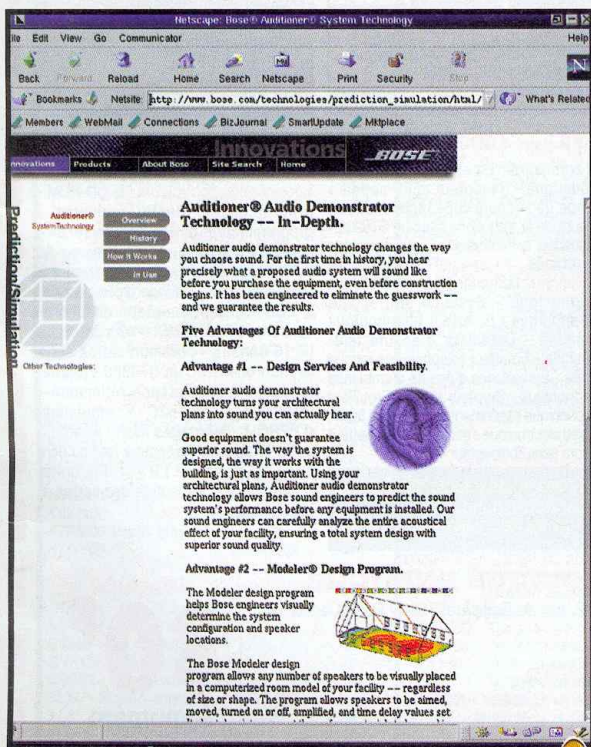 Netscape: Bose® Auditioner® System Technology
ile Edit View Go Communicator Help
Back Forward Reload Home Search Netscape Print Security Stop
Bookmarks Netsite: http://www.bose.com/technologies/prediction_simulation/html/ What's Related
Members WebMail Connections BizJournal SmartUpdate Mktplace
Innovations
nnovations Products About Bose Site Search Home BOSE
Prediction/Simulation
Auditioner®
System Technology
Overview
History
How It Works
In Use
Other Technologies:
Auditioner® Audio Demonstrator
Technology -- In-Depth.
Auditioner audio demonstrator technology changes the way
you choose sound. For the first time in history, you hear
precisely what a proposed audio system will sound like
before you purchase the equipment, even before construction
begins. It has been engineered to eliminate the guesswork --
and we guarantee the results.
Five Advantages Of Auditioner Audio Demonstrator
Technology:
Advantage #1 -- Design Services And Feasibility.
Auditioner audio demonstrator
technology turns your architectural
plans into sound you can actually hear.
Good equipment doesn't guarantee
superior sound. The way the system is
designed, the way it works with the
building, is just as important. Using your
architectural plans, Auditioner audio demonstrator
technology allows Bose sound engineers to predict the sound
system's performance before any equipment is installed. Our
sound engineers can carefully analyze the entire acoustical
effect of your facility, ensuring a total system design with
superior sound quality.
Advantage #2 -- Modeler® Design Program.
The Modeler design program
helps Bose engineers visually
determine the system
configuration and speaker
locations.
The Bose Modeler design
program allows any number of speakers to be visually placed
in a computerized room model of your facility -- regardless
of size or shape. The program allows speakers to be aimed,
moved, turned on or off, amplified, and time delay values set.